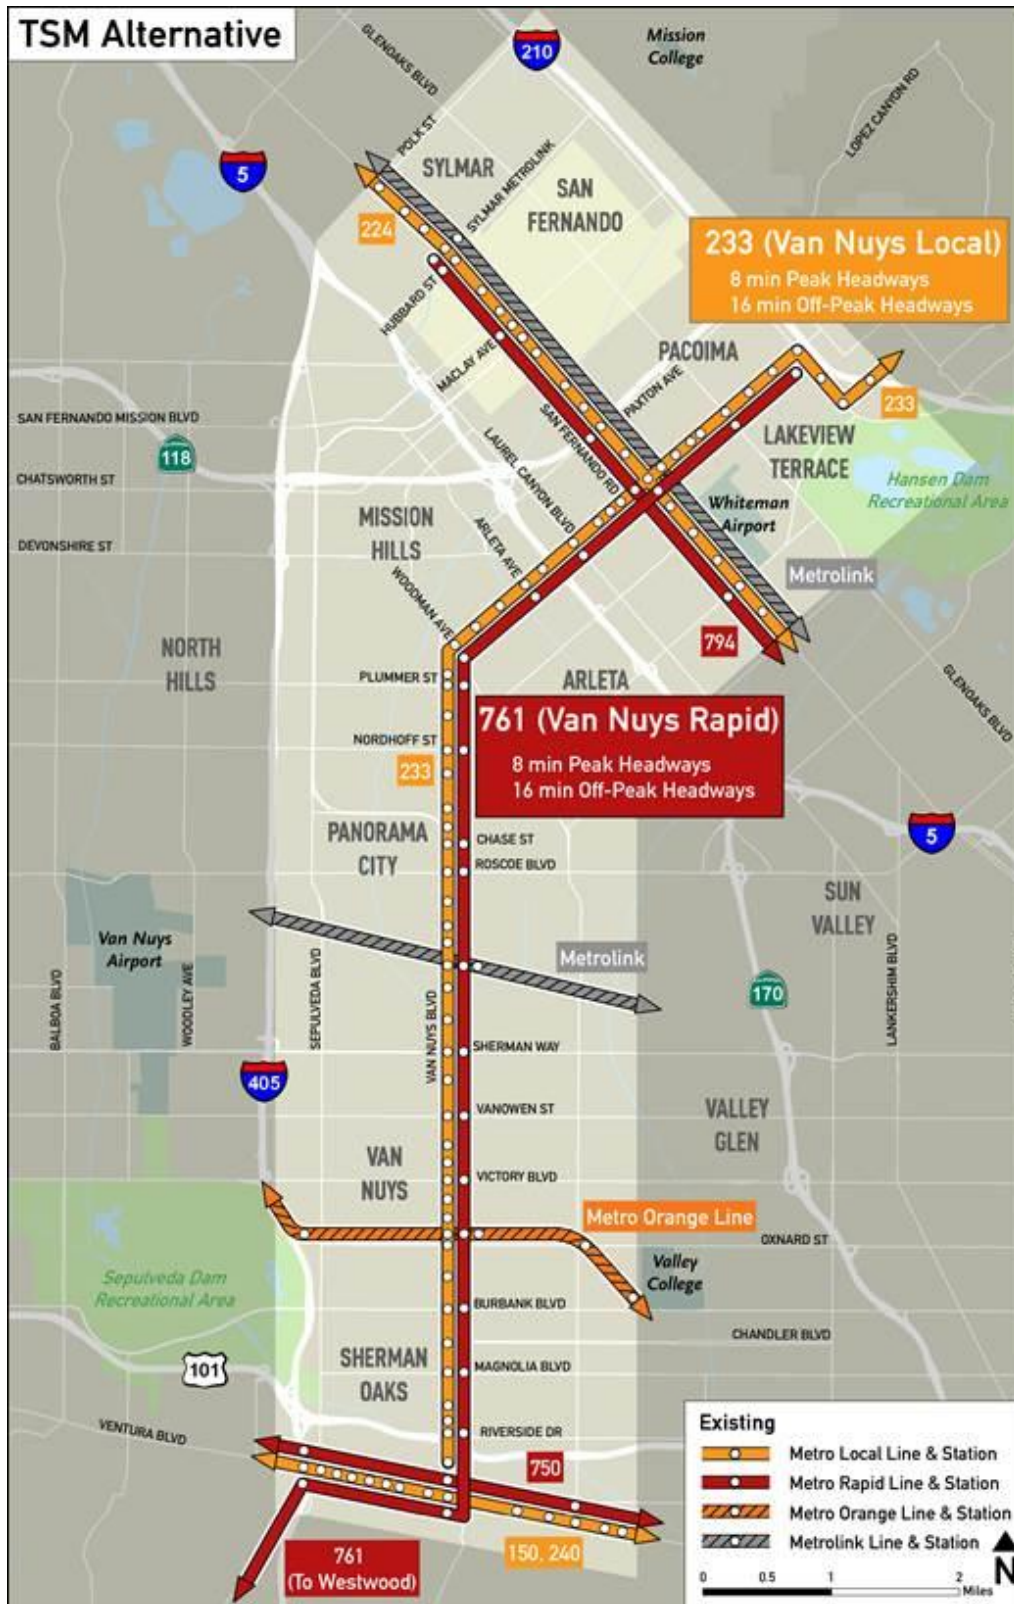 TSM Alternative
210
Mission
College
GLENOAKS BLVD
LOPEZ CANYON RD
5
POLK ST
SYLMAR
SYLMAR METROLINK
SAN
FERNANDO
224
233 (Van Nuys Local)
8 min Peak Headways
16 min Off-Peak Headways
HUBBARD ST
MACLAY AVE
PACOIMA
PAXTON AVE
233
SAN FERNANDO MISSION BLVD
118
SAN FERNANDO RD
LAUREL CANYON BLVD
LAKEVIEW
TERRACE
CHATSWORTH ST
Hansen Dam
Recreational Area
Whiteman
Airport
MISSION
HILLS
ARLETA AVE
DEVONSHIRE ST
Metrolink
WOODMAN AVE
NORTH
HILLS
794
PLUMMER ST
ARLETA
GLENOAKS BLVD
761 (Van Nuys Rapid)
8 min Peak Headways
16 min Off-Peak Headways
NORDHOFF ST
233
PANORAMA
CITY
CHASE ST
ROSCOE BLVD
5
SUN
VALLEY
Van Nuys
Airport
Metrolink
BALBOA BLVD
WOODLEY AVE
SEPULVEDA BLVD
VAN NUYS BLVD
LANKERSHIM BLVD
170
SHERMAN WAY
405
VANOWEN ST
VALLEY
GLEN
VAN
NUYS
VICTORY BLVD
Metro Orange Line
OXNARD ST
Valley
College
Sepulveda Dam
Recreational Area
BURBANK BLVD
CHANDLER BLVD
SHERMAN
OAKS
101
MAGNOLIA BLVD
VENTURA BLVD
RIVERSIDE DR
750
150, 240
761
(To Westwood)
Existing
Metro Local Line & Station
Metro Rapid Line & Station
Metro Orange Line & Station
Metrolink Line & Station
N
0 0.5 1 2
Miles